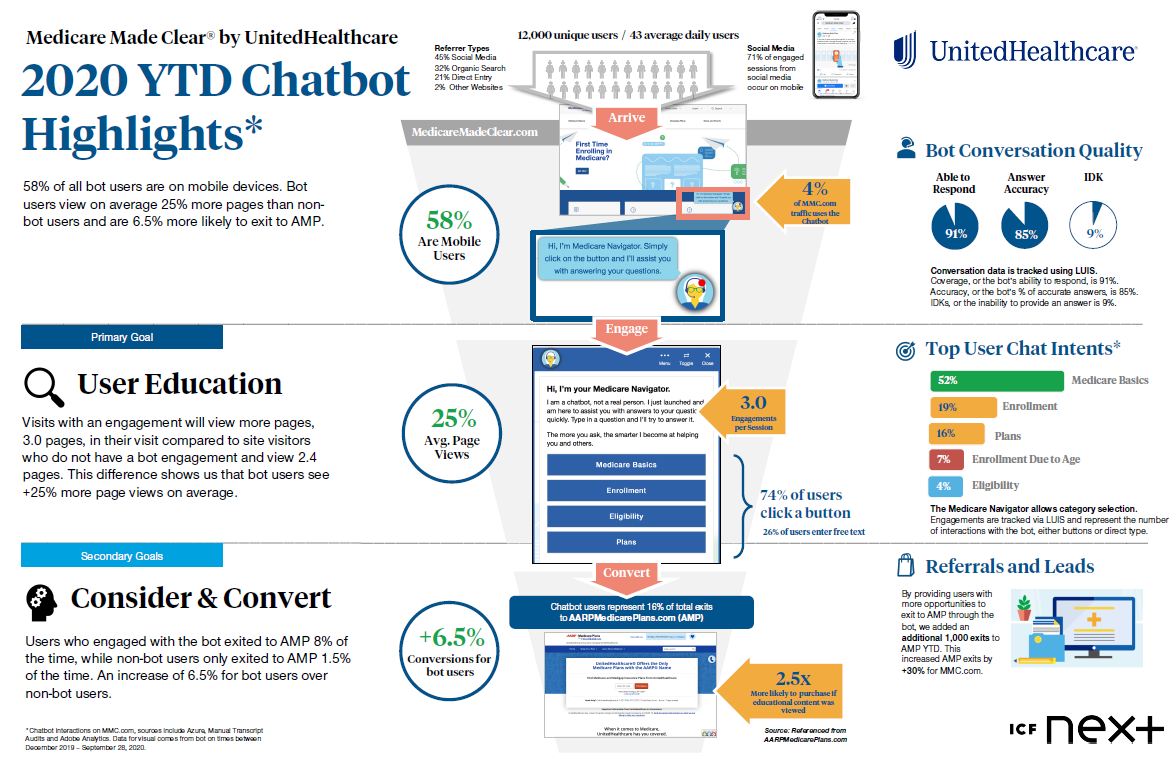 Medicare Made Clear® by UnitedHealthcare
2020 YTD Chatbot
Highlights*
58% of all bot users are on mobile devices. Bot
users view on average 25% more pages than non-
bot users and are 6.5% more likely to exit to AMP.
12,000 unique users / 43 average daily users
Referrer Types
45% Social Media
32% Organic Search
21% Direct Entry
2% Other Websites
Social Media
71% of engaged
sessions from
social media
occur on mobile
UnitedHealthcare®
Arrive
MedicareMadeClear.com
First Time
Enrolling in
Medicare?
58%
Are Mobile
Users
4%
of MMC.com
traffic uses the
Chatbot
Hi, I'm Medicare Navigator. Simply
click on the button and I'll assist you
with answering your questions.
Bot Conversation Quality
Able to
Respond
Answer
Accuracy
IDK
91%
85%
9%
Conversation data is tracked using LUIS.
Coverage, or the bot's ability to respond, is 91%.
Accuracy, or the bot's % of accurate answers, is 85%.
IDKs, or the inability to provide an answer is 9%.
Primary Goal
User Education
Visits with an engagement will view more pages,
3.0 pages, in their visit compared to site visitors
who do not have a bot engagement and view 2.4
pages. This difference shows us that bot users see
+25% more page views on average.
Engage
25%
Avg. Page
Views
Menu
Toggle
Close
Hi, I'm your Medicare Navigator.
I am a chatbot, not a real person. I just launched and
am here to assist you with answers to your
quickly. Type in a question and I'll try to answer it.
The more you ask, the smarter I become at helping
you and others.
Medicare Basics
Enrollment
Eligibility
Plans
3.0
Engagements
per Session
74% of users
click a button
26% of users enter free text
Top User Chat Intents*
52%
Medicare Basics
19%
Enrollment
16%
Plans
7%
Enrollment Due to Age
4%
Eligibility
The Medicare Navigator allows category selection.
Engagements are tracked via LUIS and represent the number
of interactions with the bot, either buttons or direct type.
Secondary Goals
Consider & Convert
Users who engaged with the bot exited to AMP 8% of
the time, while non-bot users only exited to AMP 1.5%
of the time. An increase of 6.5% for bot users over
non-bot users.
Convert
Chatbot users represent 16% of total exits
to AARPMedicarePlans.com (AMP)
+6.5%
Conversions for
bot users
UnitedHealthcare® Offers the Only
Medicare Plans with the AARP® Name
When it comes to Medicare,
UnitedHealthcare has you covered.
2.5x
More likely to purchase if
educational content was
viewed
Source: Referenced from
AARPMedicarePlans.com
Referrals and Leads
By providing users with
more opportunities to
exit to AMP through the
bot, we added an
additional 1,000 exits to
AMP YTD. This
increased AMP exits by
+30% for MMC.com.
*Chatbot Interactions on MMC.com, sources include Azure, Manual Transcript
Audits and Adobe Analytics. Data for visual comes from bot on times between
December 2019 – September 28, 2020.
ICF next